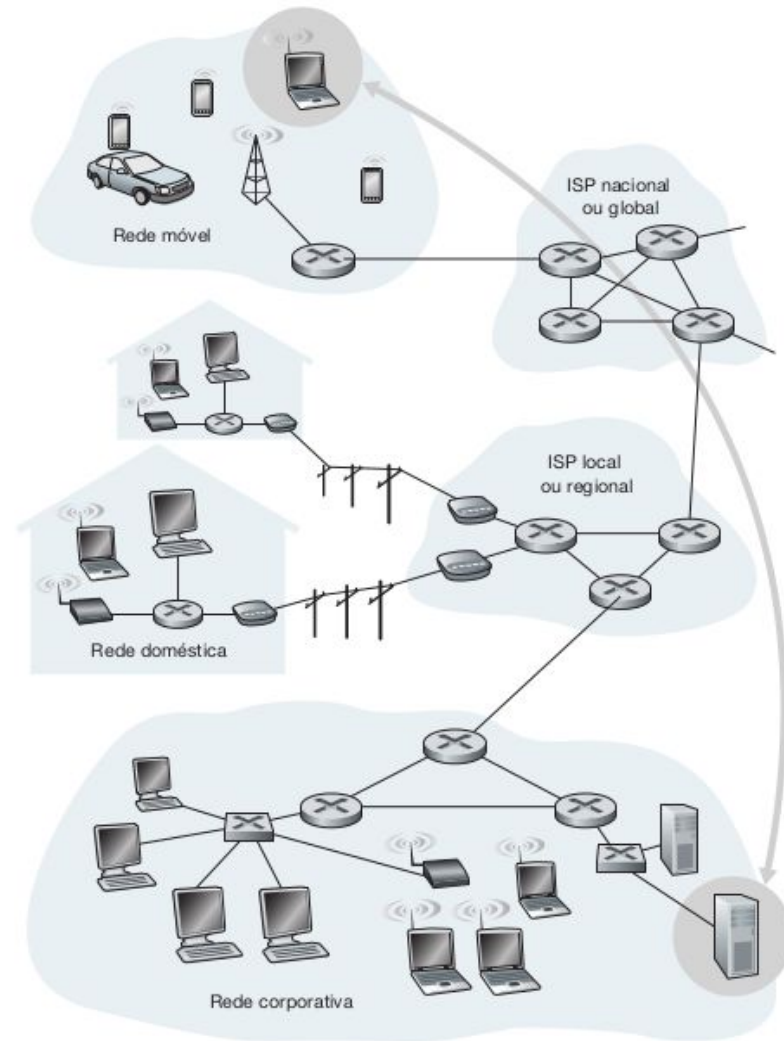 Rede móvel
ISP nacional
ou global
ISP local
ou regional
Rede doméstica
Rede corporativa